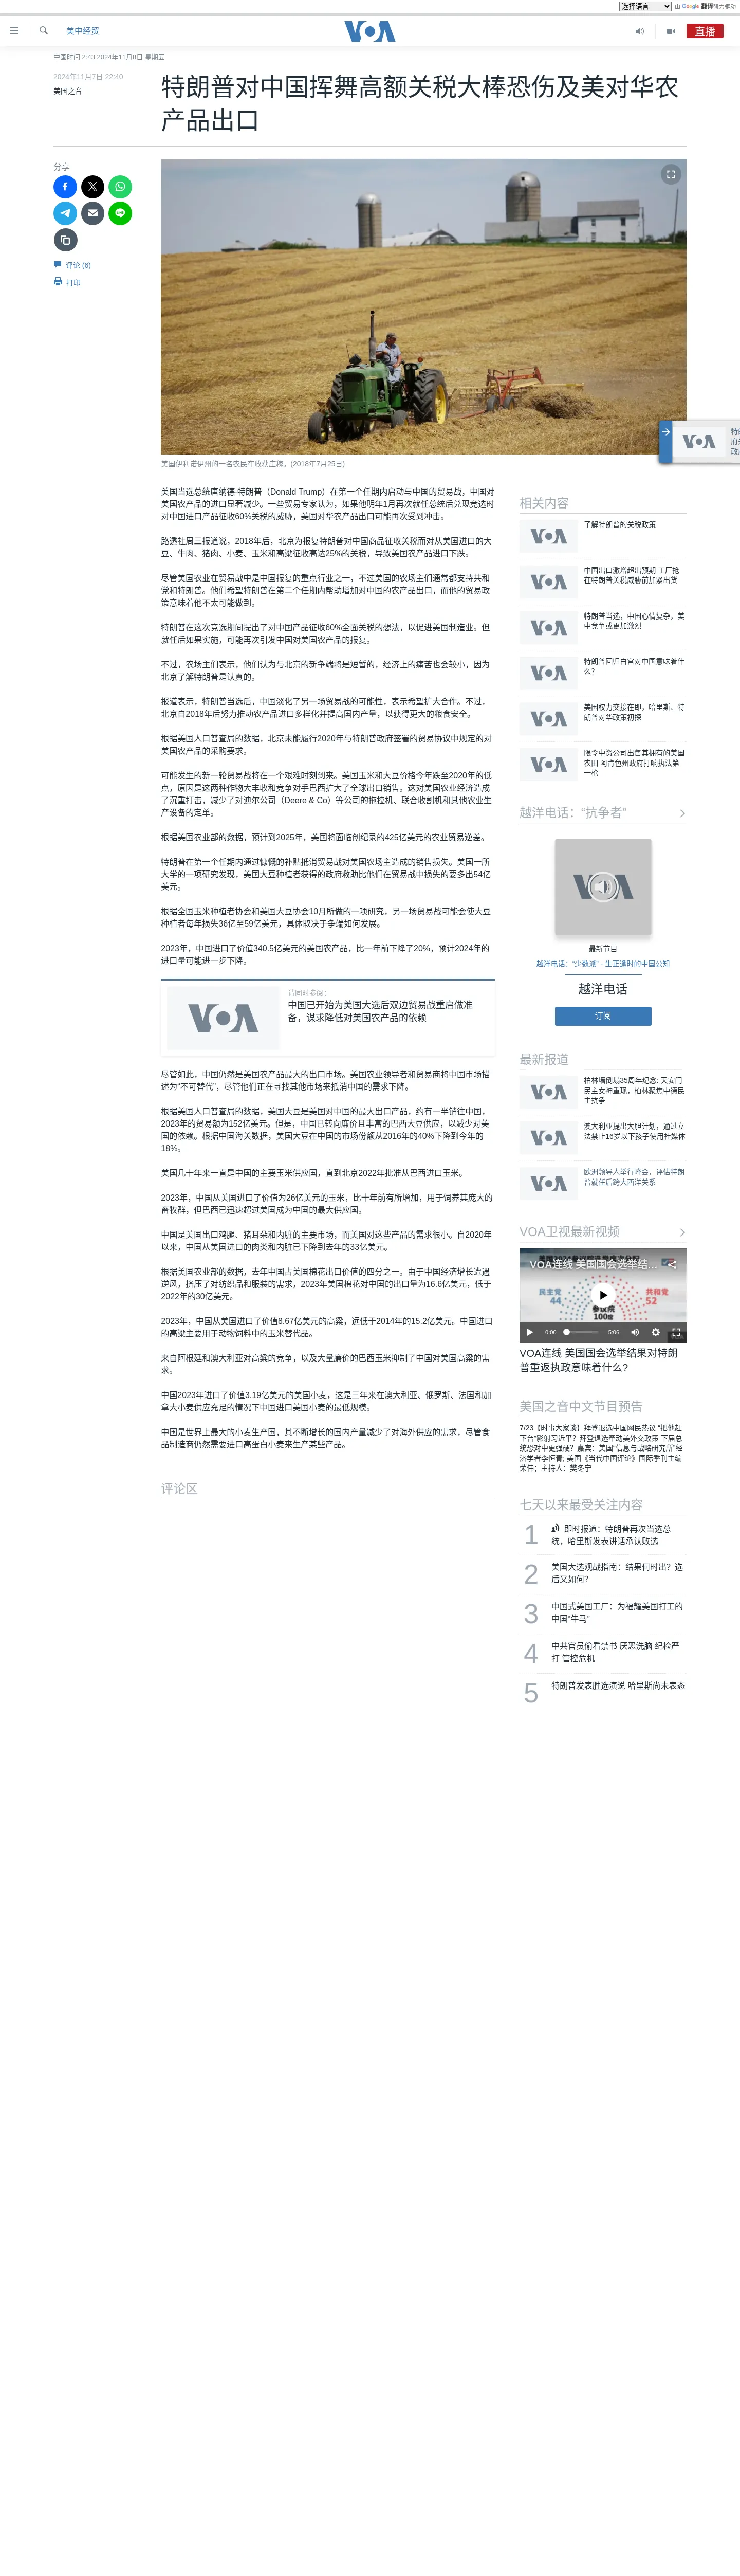 选择语言
由 Google 翻译强力驱动
美中经贸
VOA
直播
中国时间 2:43 2024年11月8日 星期五
2024年11月7日 22:40
美国之音
特朗普对中国挥舞高额关税大棒恐伤及美对华农
产品出口
分享
评论 (6)
打印
美国伊利诺伊州的一名农民在收获庄稼。(2018年7月25日)
美国当选总统唐纳德·特朗普（Donald Trump）在第一个任期内启动与中国的贸易战，中国对
美国农产品的进口显著减少。一些贸易专家认为，如果他明年1月再次就任总统后兑现竞选时
对中国进口产品征收60%关税的威胁，美国对华农产品出口可能再次受到冲击。
路透社周三报道说，2018年后，北京为报复特朗普对中国商品征收关税而对从美国进口的大
豆、牛肉、猪肉、小麦、玉米和高粱征收高达25%的关税，导致美国农产品进口下跌。
尽管美国农业在贸易战中是中国报复的重点行业之一，不过美国的农场主们通常都支持共和
党和特朗普。他们希望特朗普在第二个任期内帮助增加对中国的农产品出口，而他的贸易政
策意味着他不太可能做到。
特朗普在这次竞选期间提出了对中国产品征收60%全面关税的想法，以促进美国制造业。但
就任后如果实施，可能再次引发中国对美国农产品的报复。
不过，农场主们表示，他们认为与北京的新争端将是短暂的，经济上的痛苦也会较小，因为
北京了解特朗普是认真的。
报道表示，特朗普当选后，中国淡化了另一场贸易战的可能性，表示希望扩大合作。不过，
北京自2018年后努力推动农产品进口多样化并提高国内产量，以获得更大的粮食安全。
根据美国人口普查局的数据，北京未能履行2020年与特朗普政府签署的贸易协议中规定的对
美国农产品的采购要求。
可能发生的新一轮贸易战将在一个艰难时刻到来。美国玉米和大豆价格今年跌至2020年的低
点，原因是这两种作物大丰收和竞争对手巴西扩大了全球出口销售。这对美国农业经济造成
了沉重打击，减少了对迪尔公司（Deere & Co）等公司的拖拉机、联合收割机和其他农业生
产设备的定单。
根据美国农业部的数据，预计到2025年，美国将面临创纪录的425亿美元的农业贸易逆差。
特朗普在第一个任期内通过慷慨的补贴抵消贸易战对美国农场主造成的销售损失。美国一所
大学的一项研究发现，美国大豆种植者获得的政府救助比他们在贸易战中损失的要多出54亿
美元。
根据全国玉米种植者协会和美国大豆协会10月所做的一项研究，另一场贸易战可能会使大豆
种植者每年损失36亿至59亿美元，具体取决于争端如何发展。
2023年，中国进口了价值340.5亿美元的美国农产品，比一年前下降了20%，预计2024年的
进口量可能进一步下降。
VOA
请同时参阅:
中国已开始为美国大选后双边贸易战重启做准
备，谋求降低对美国农产品的依赖
尽管如此，中国仍然是美国农产品最大的出口市场。美国农业领导者和贸易商将中国市场描
述为“不可替代”，尽管他们正在寻找其他市场来抵消中国的需求下降。
根据美国人口普查局的数据，美国大豆是美国对中国的最大出口产品，约有一半销往中国，
2023年的贸易额为152亿美元。但是，中国已转向廉价且丰富的巴西大豆供应，以减少对美
国的依赖。根据中国海关数据，美国大豆在中国的市场份额从2016年的40%下降到今年的
18%。
美国几十年来一直是中国的主要玉米供应国，直到北京2022年批准从巴西进口玉米。
2023年，中国从美国进口了价值为26亿美元的玉米，比十年前有所增加，用于饲养其庞大的
畜牧群，但巴西已迅速超过美国成为中国的最大供应国。
中国是美国出口鸡腿、猪耳朵和内脏的主要市场，而美国对这些产品的需求很小。自2020年
以来，中国从美国进口的肉类和内脏已下降到去年的33亿美元。
根据美国农业部的数据，去年中国占美国棉花出口价值的四分之一。由于中国经济增长遭遇
逆风，挤压了对纺织品和服装的需求，2023年美国棉花对中国的出口量为16.6亿美元，低于
2022年的30亿美元。
2023年，中国从美国进口了价值8.67亿美元的高粱，远低于2014年的15.2亿美元。中国进口
的高粱主要用于动物饲料中的玉米替代品。
来自阿根廷和澳大利亚对高粱的竞争，以及大量廉价的巴西玉米抑制了中国对美国高粱的需
求。
中国2023年进口了价值3.19亿美元的美国小麦，这是三年来在澳大利亚、俄罗斯、法国和加
拿大小麦供应充足的情况下中国进口美国小麦的最低规模。
中国是世界上最大的小麦生产国，其不断增长的国内产量减少了对海外供应的需求，尽管食
品制造商仍然需要进口高蛋白小麦来生产某些产品。
评论区
VOA
相关内容
VOA
了解特朗普的关税政策
VOA
中国出口激增超出预期 工厂抢
在特朗普关税威胁前加紧出货
VOA
特朗普当选，中国心情复杂，美
中竞争或更加激烈
VOA
特朗普回归白宫对中国意味着什
么？
VOA
美国权力交接在即，哈里斯、特
朗普对华政策初探
VOA
限令中资公司出售其拥有的美国
农田 阿肯色州政府打响执法第
一枪
越洋电话：“抗争者”
VOA
最新节目
越洋电话：“少数派” - 生正逢时的中国公知
越洋电话
订阅
最新报道
VOA
柏林墙倒塌35周年纪念: 天安门
民主女神重现，柏林聚焦中德民
主抗争
VOA
澳大利亚提出大胆计划，通过立
法禁止16岁以下孩子使用社媒体
VOA
欧洲领导人举行峰会，评估特朗
普就任后跨大西洋关系
VOA卫视最新视频
VOA连线 美国国会选举结...
民主党
44
共和党
52
参议院
100席
0:00
5:06
VOA连线 美国国会选举结果对特朗
普重返执政意味着什么?
美国之音中文节目预告
7/23【时事大家谈】拜登退选中国网民热议 “把他赶
下台”影射习近平？拜登退选牵动美外交政策 下届总
统恐对中更强硬？嘉宾：美国“信息与战略研究所”经
济学者李恒青; 美国《当代中国评论》国际季刊主编
荣伟；主持人：樊冬宁
七天以来最受关注内容
1
即时报道：特朗普再次当选总
统，哈里斯发表讲话承认败选
2
美国大选观战指南：结果何时出？选
后又如何？
3
中国式美国工厂：为福耀美国打工的
中国“牛马”
4
中共官员偷看禁书 厌恶洗脑 纪检严
打 管控危机
5
特朗普发表胜选演说 哈里斯尚未表态